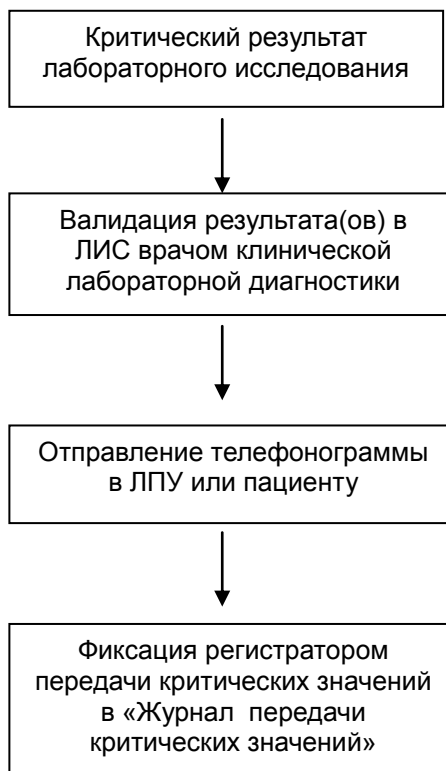 Критический результат
лабораторного исследования
Валидация результата(ов) в
ЛИС врачом клинической
лабораторной диагностики
Отправление телефонограммы
в ЛПУ или пациенту
Фиксация регистратором
передачи критических значений
в «Журнал передачи
критических значений»